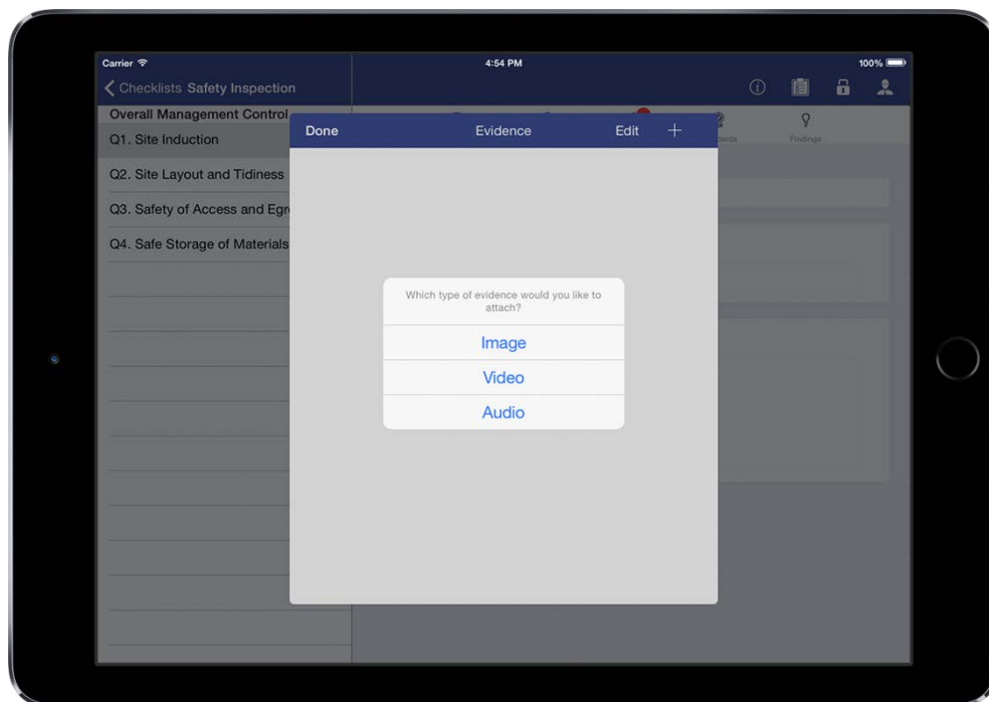 Carrier 4:54 PM 100%
Checklists Safety Inspection
Overall Management Control
Q1. Site Induction
Q2. Site Layout and Tidiness
Q3. Safety of Access and Egre
Q4. Safe Storage of Materials
Findings
Done Evidence Edit
Which type of evidence would you like to
attach?
Image
Video
Audio